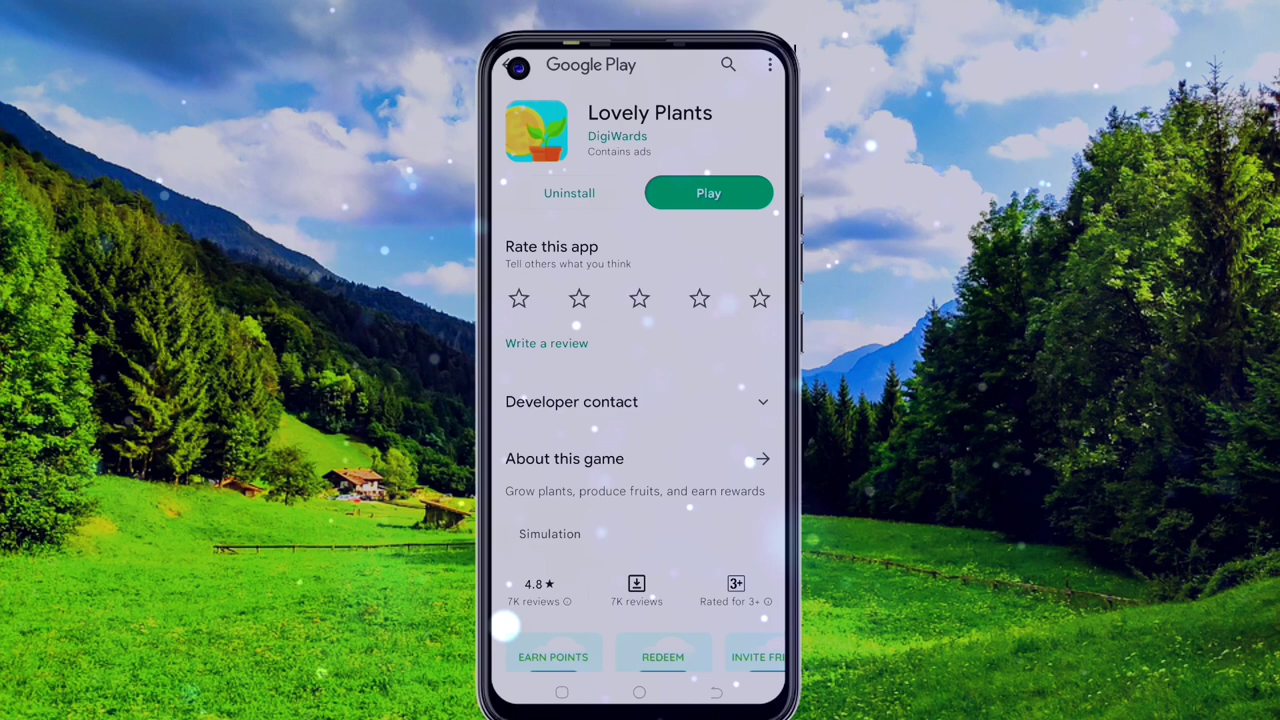 Google Play
Lovely Plants
DigiWards
Contains ads
Uninstall
Play
Rate this app
Tell others what you think
Write a review
Developer contact
About this game
Grow plants, produce fruits, and earn rewards
Simulation
4.8 ★
3+
7K reviews
7K reviews
Rated for 3+
EARN POINTS
REDEEM
INVITE FRI